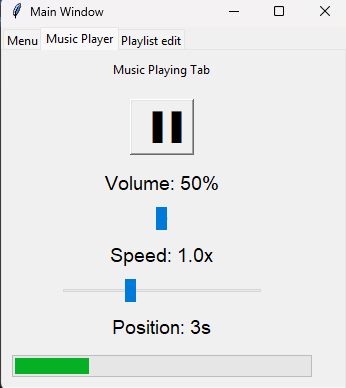 Main Window
Menu Music Player Playlist edit
Music Playing Tab
Volume: 50%
Speed: 1.0x
Position: 3s